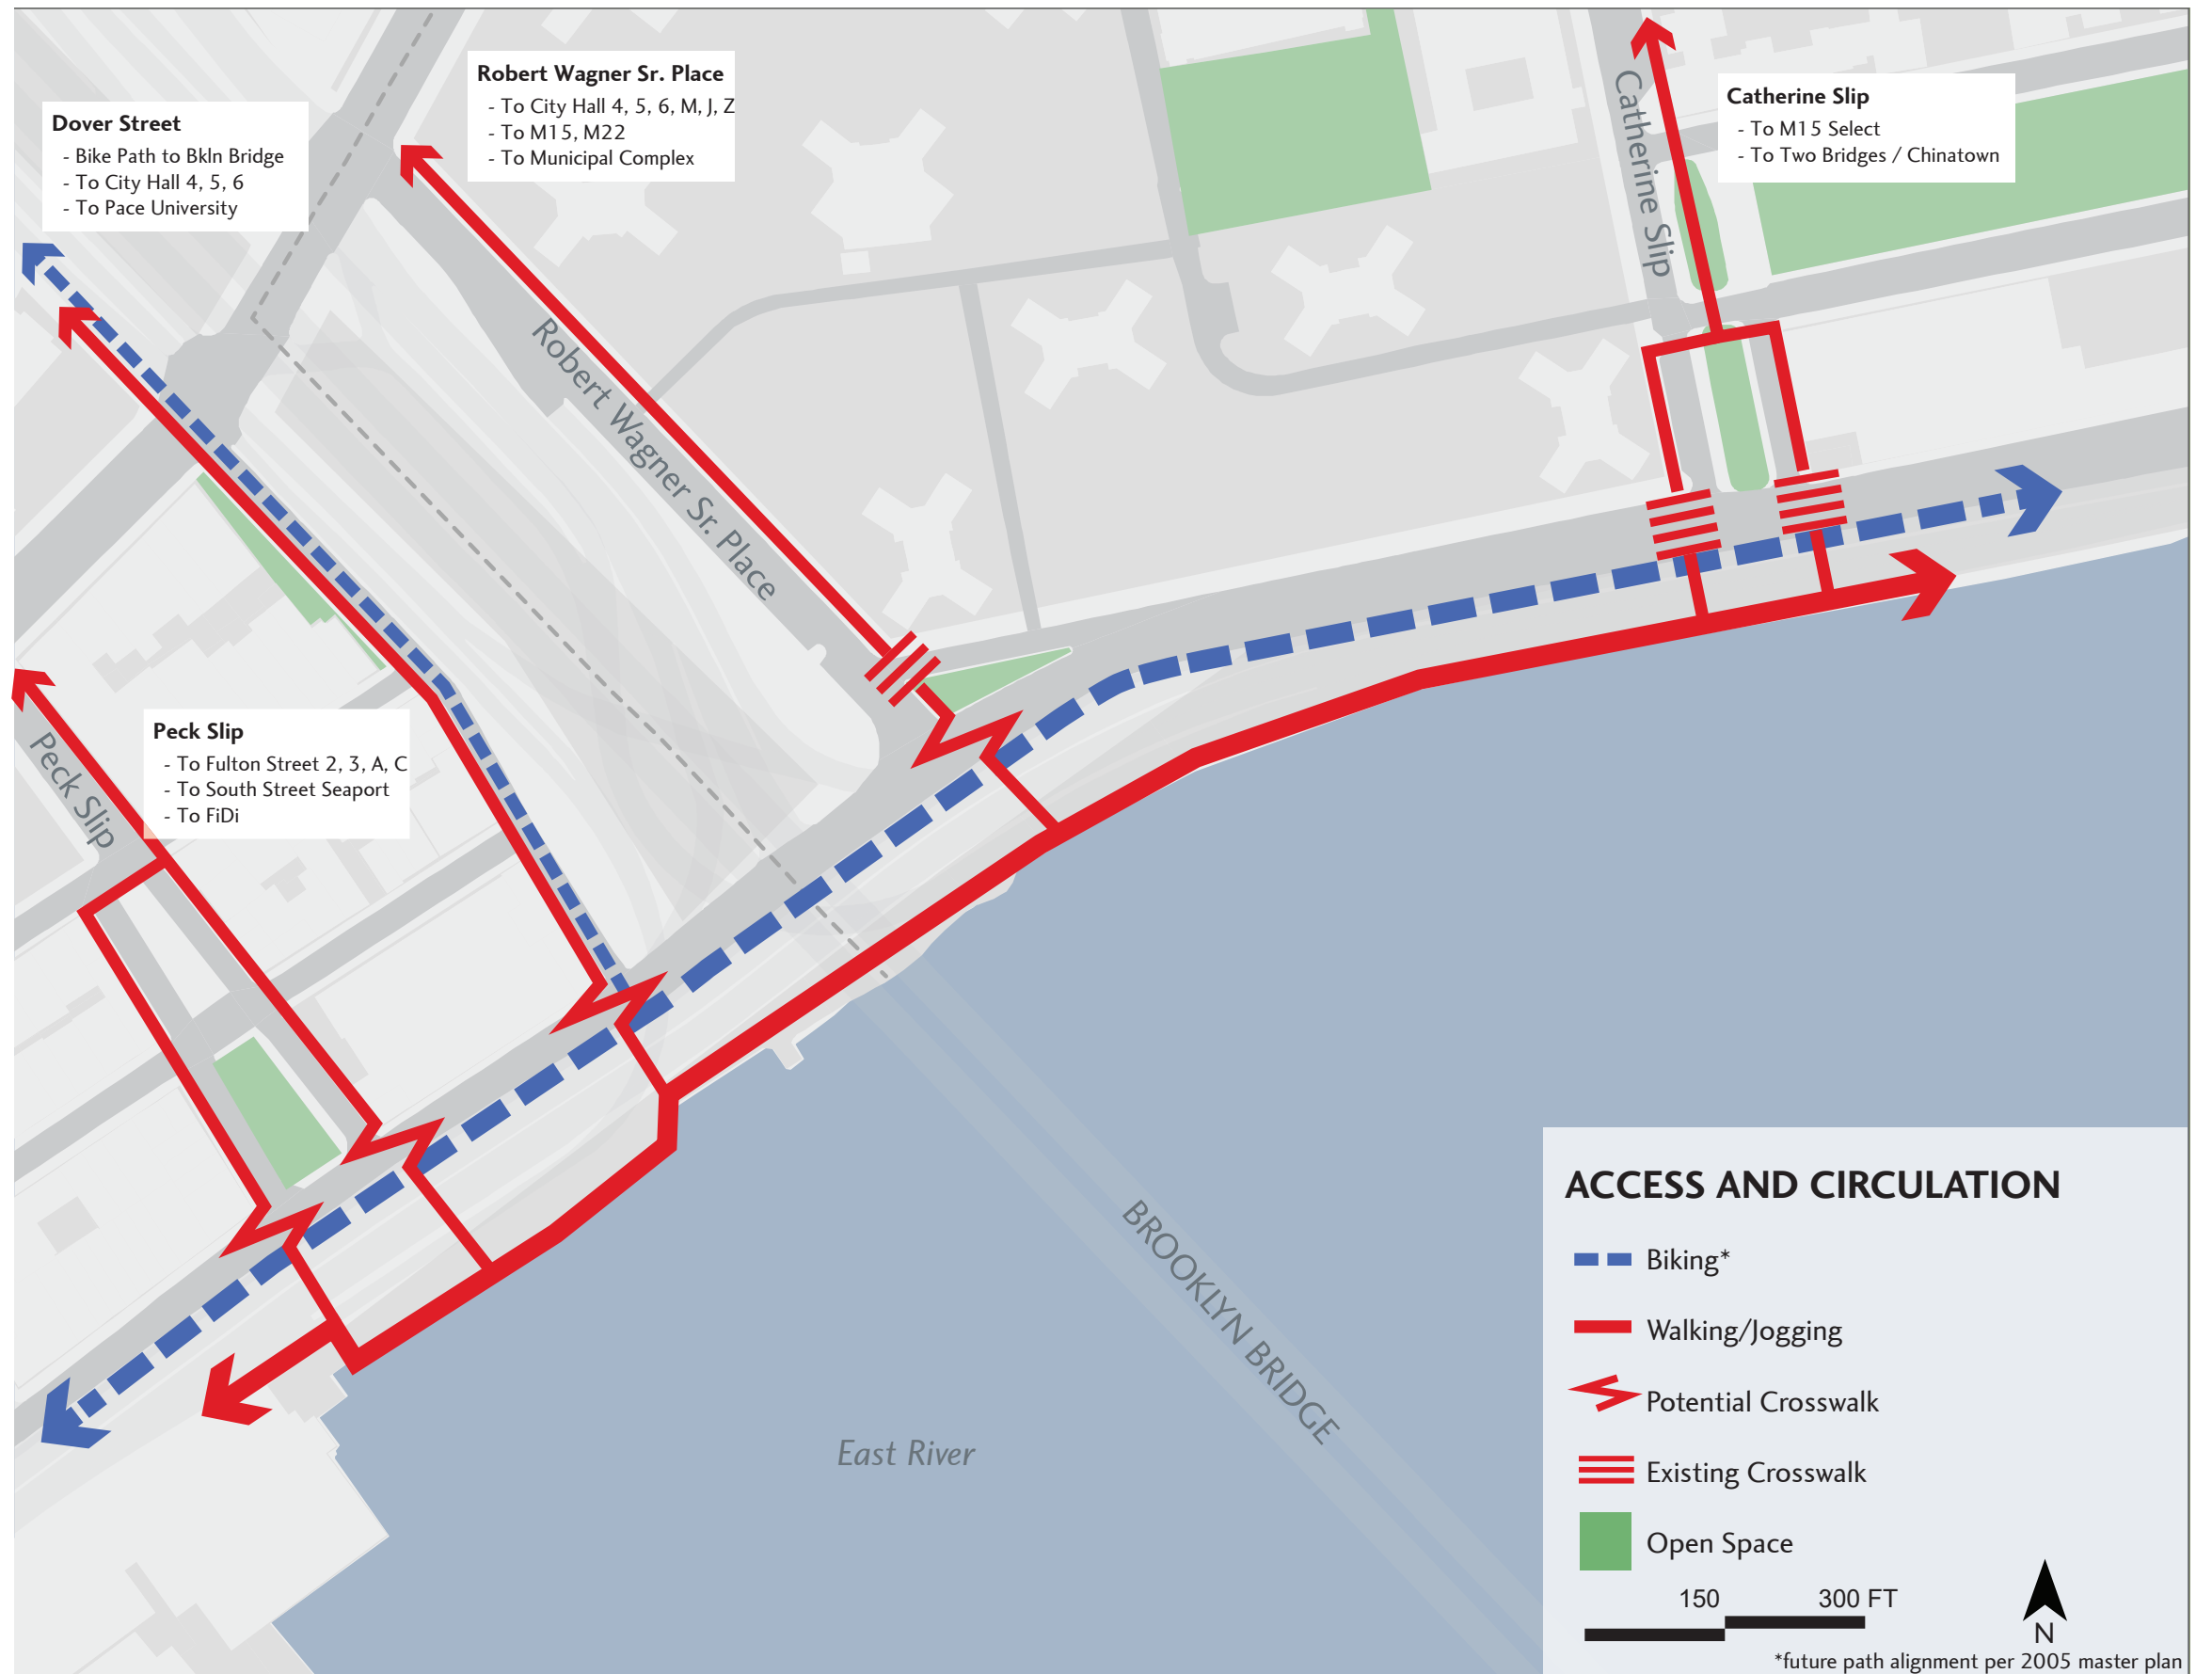 Robert Wagner Sr. Place
- To City Hall 4, 5, 6, M, J, Z
- To M15, M22
- To Municipal Complex
Catherine Slip
- To M15 Select
- To Two Bridges / Chinatown
Dover Street
- Bike Path to Bkln Bridge
- To City Hall 4, 5, 6
- To Pace University
Catherine Slip
Robert Wagner Sr. Place
Peck Slip
- To Fulton Street 2, 3, A, C
- To South Street Seaport
- To FiDi
Peck Slip
BROOKLYN BRIDGE
East River
ACCESS AND CIRCULATION
Biking*
Walking/Jogging
Potential Crosswalk
Existing Crosswalk
Open Space
150 300 FT
N
*future path alignment per 2005 master plan